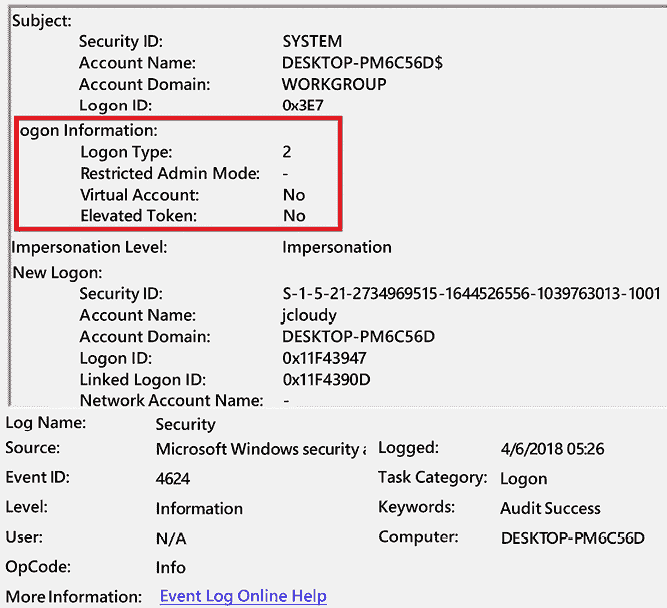 Subject:
Security ID: SYSTEM
Account Name: DESKTOP-PM6C56D$
Account Domain: WORKGROUP
Logon ID: 0x3E7
ogon Information:
Logon Type: 2
Restricted Admin Mode: -
Virtual Account: No
Elevated Token: No
Impersonation Level: Impersonation
New Logon:
Security ID: S-1-5-21-2734969515-1644526556-1039763013-1001
Account Name: jcloudy
Account Domain: DESKTOP-PM6C56D
Logon ID: 0x11F43947
Linked Logon ID: 0x11F4390D
Network Account Name: -
Log Name: Security
Source: Microsoft Windows security a Logged: 4/6/2018 05:26
Event ID: 4624 Task Category: Logon
Level: Information Keywords: Audit Success
User: N/A Computer: DESKTOP-PM6C56D
OpCode: Info
More Information: Event Log Online Help